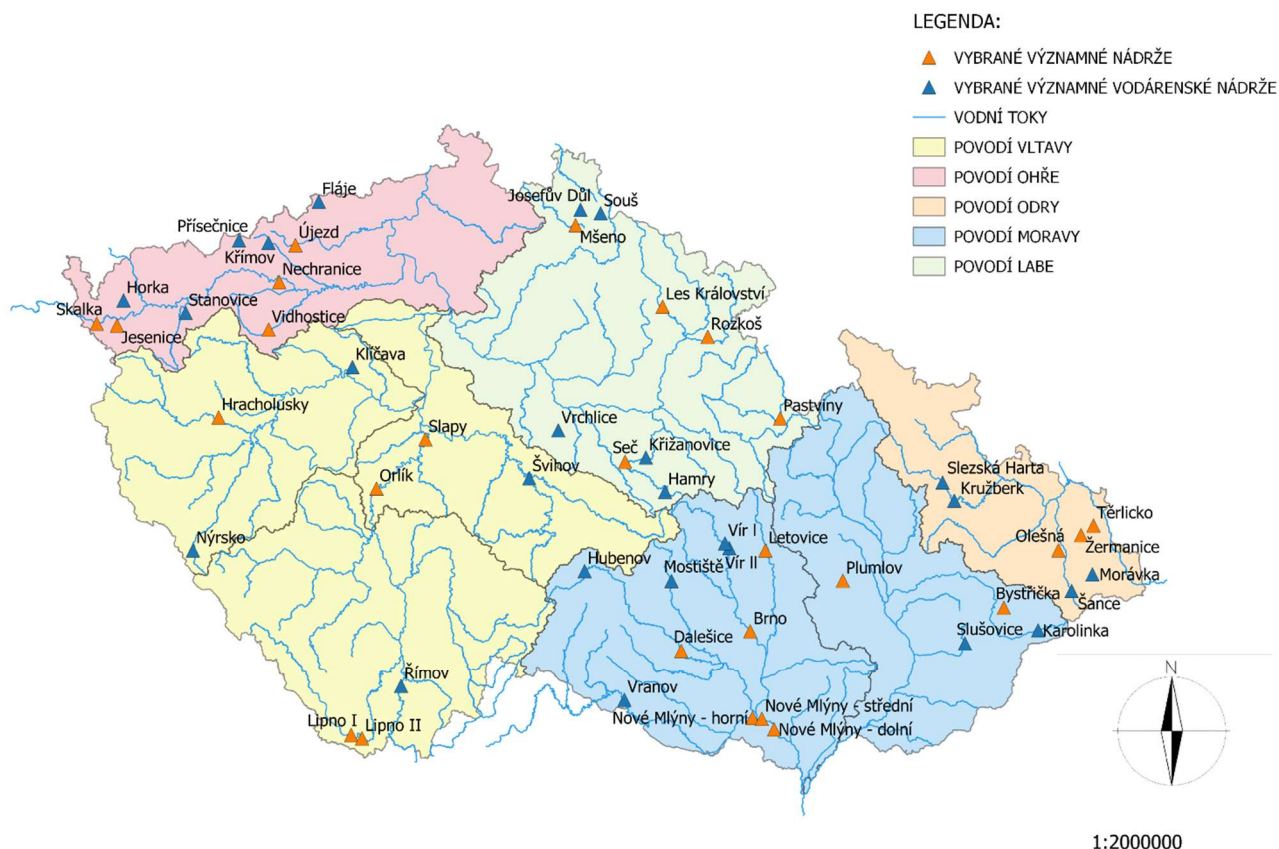 LEGENDA:
VYBRANÉ VÝZNAMNÉ NÁDRŽE
VYBRANÉ VÝZNAMNÉ VODÁRENSKÉ NÁDRŽE
VODNÍ TOKY
POVODÍ VLTAVY
POVODÍ OHŘE
POVODÍ ODRY
POVODÍ MORAVY
POVODÍ LABE
Fláje
Josefův Důl
Souš
Přísečnice
Újezd
Mšeno
Křímov
Nechranice
Horka
Stanovice
Les Království
Skalka
Jesenice
Vidhostice
Rozkoš
Klíčava
Hracholusky
Slapy
Vrchlice
Pastviny
Seč
Křižanovice
Orlík
Švihov
Hamry
Slezská Harta
Kružberk
Těrlicko
Nýrsko
Vír I
Letovice
Olešná
Žermanice
Hubenov
Mostiště
Vír II
Plumlov
Morávka
Šance
Bystřička
Brno
Slušovice
Karolinka
Dalešice
Římov
Vranov
Nové Mlýny - střední
Nové Mlýny - horní
Nové Mlýny - dolní
Lipno I
Lipno II
N
1:2000000